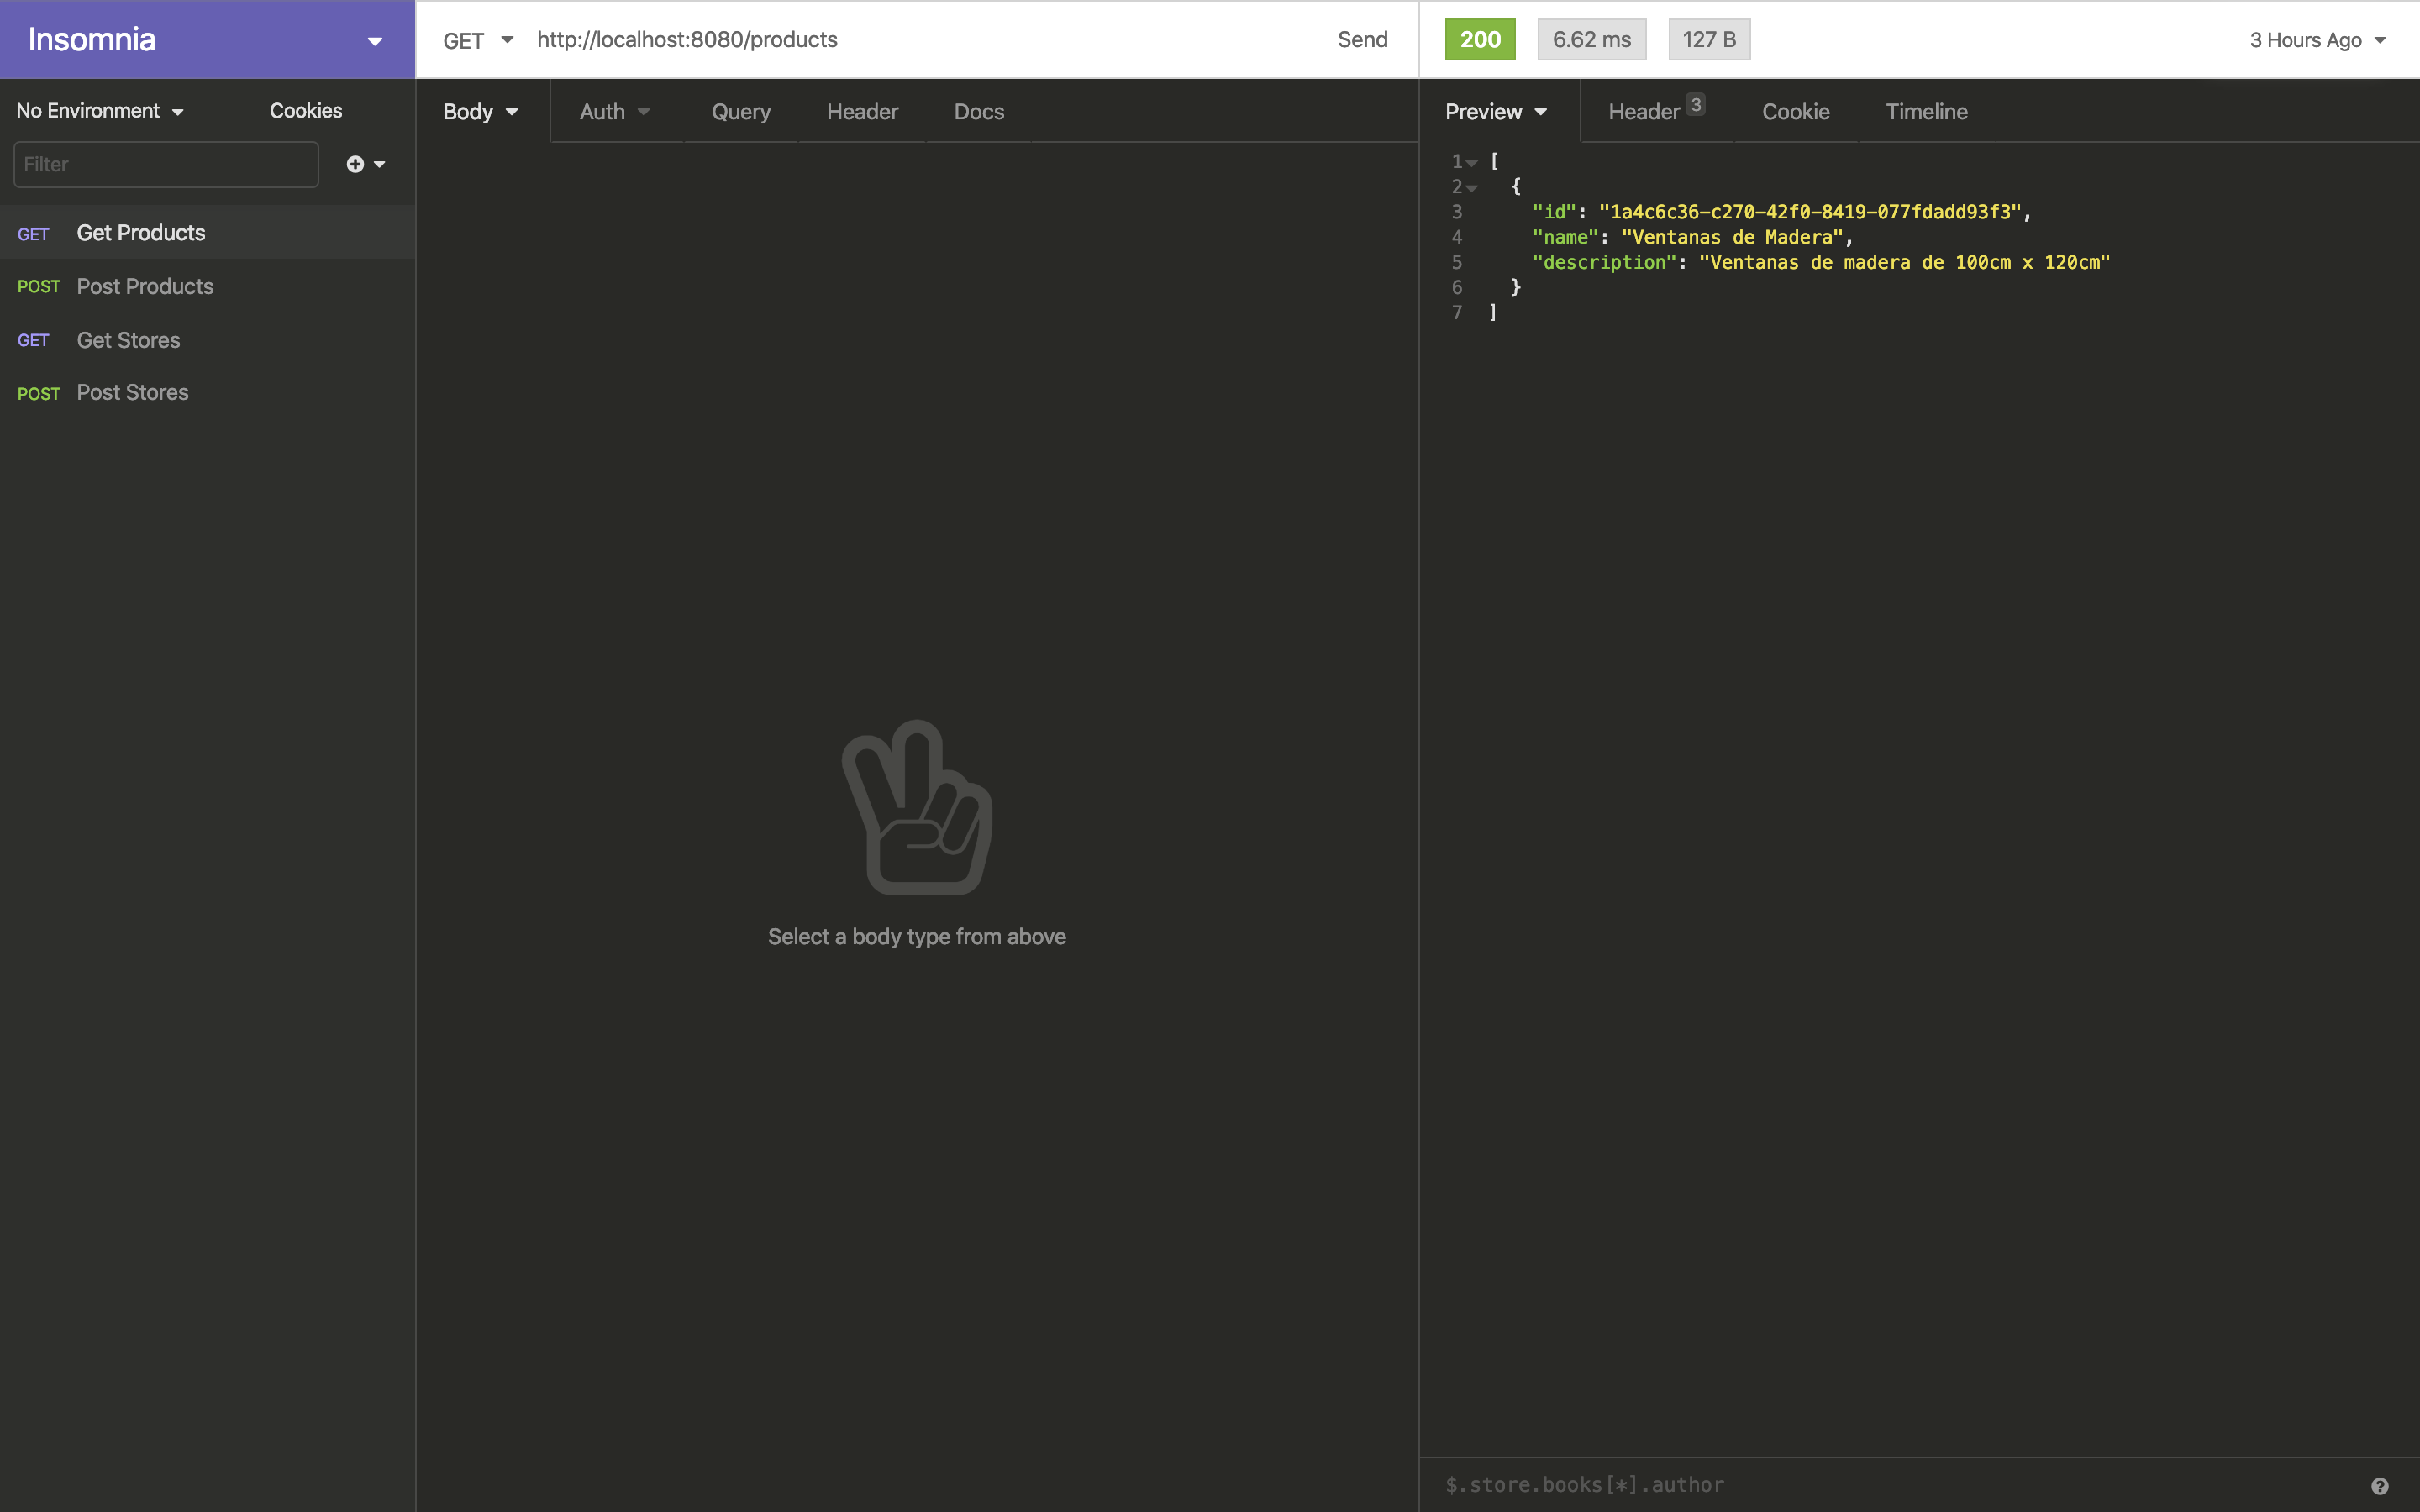 Insomnia
GET http://localhost:8080/products Send
200 6.62 ms 127 B 3 Hours Ago
No Environment Cookies
Body Auth Query Header Docs
Preview Header 3 Cookie Timeline
Filter
GET Get Products
POST Post Products
GET Get Stores
POST Post Stores
Select a body type from above
1 [
2 {
3 "id": "1a4c6c36-c270-42f0-8419-077fdadd93f3",
4 "name": "Ventanas de Madera",
5 "description": "Ventanas de madera de 100cm x 120cm"
6 }
7 ]
$.store.books[*].author